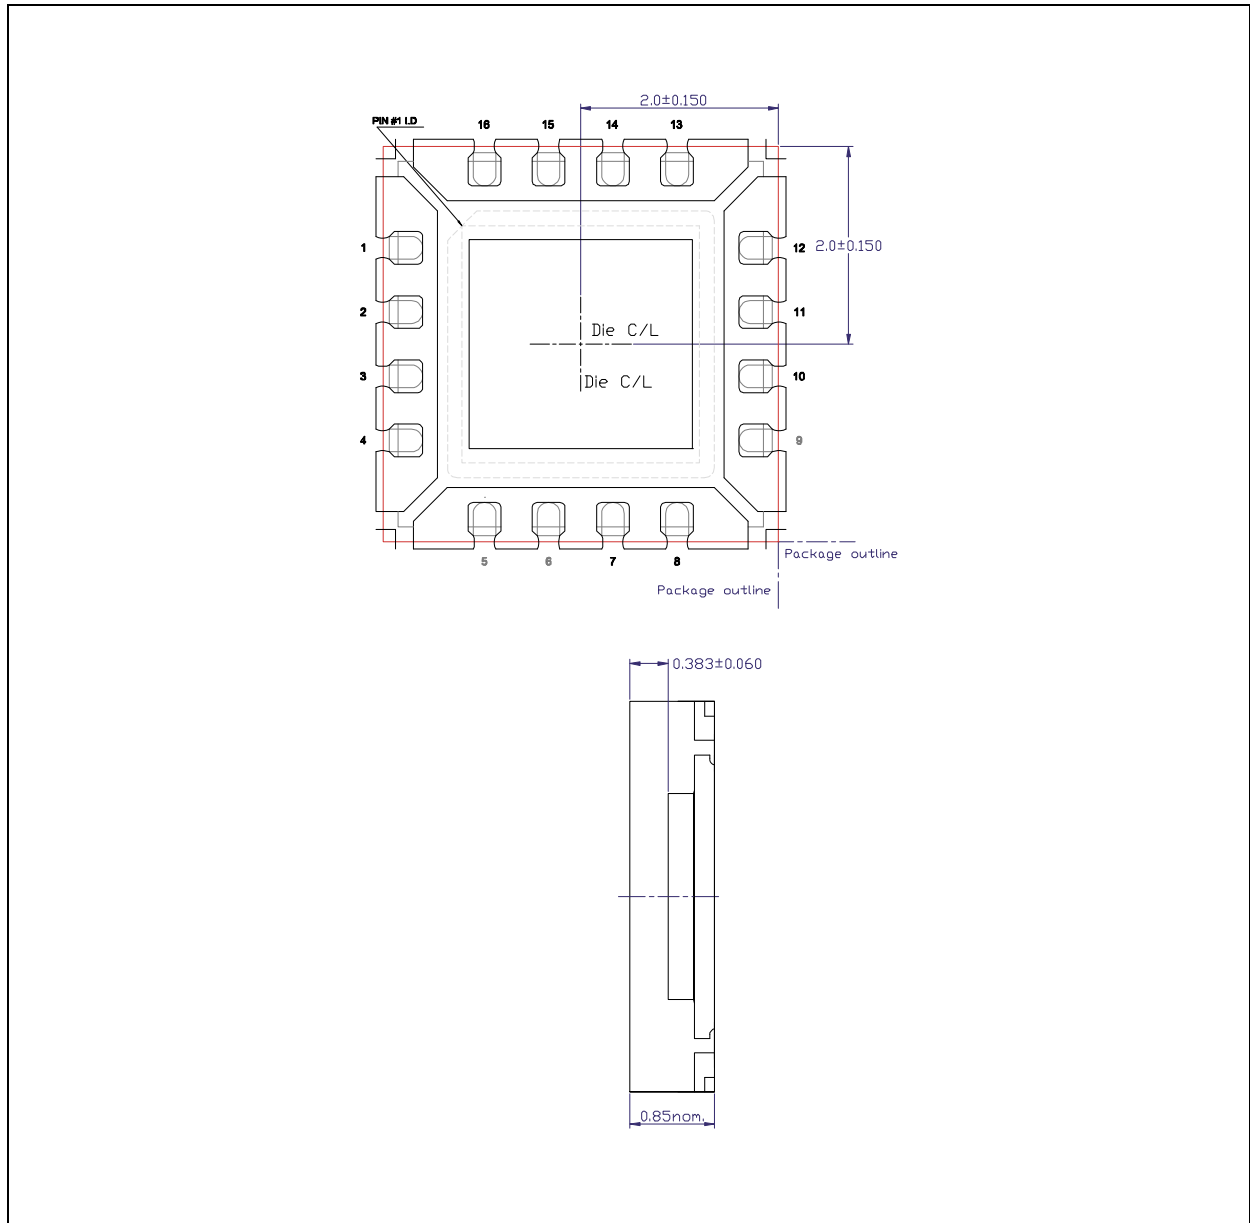 2.0±0.150
PIN #1 I.D
16 15 14 13
1 12 2.0±0.150
2 11
Die C/L
3 10
Die C/L
4 9
5 6 7 8
Package outline
Package outline
0.383±0.060
0.85nom.